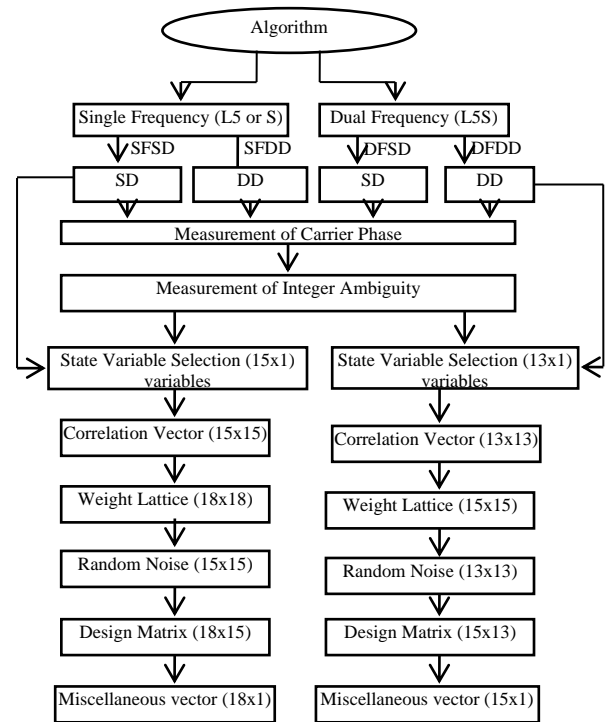 Algorithm
Single Frequency (L5 or S)
Dual Frequency (L5S)
SFSD
SFDD
DFSD
DFDD
SD
DD
SD
DD
Measurement of Carrier Phase
Measurement of Integer Ambiguity
State Variable Selection (15x1)
variables
State Variable Selection (13x1)
variables
Correlation Vector (15x15)
Correlation Vector (13x13)
Weight Lattice (18x18)
Weight Lattice (15x15)
Random Noise (15x15)
Random Noise (13x13)
Design Matrix (18x15)
Design Matrix (15x13)
Miscellaneous vector (18x1)
Miscellaneous vector (15x1)